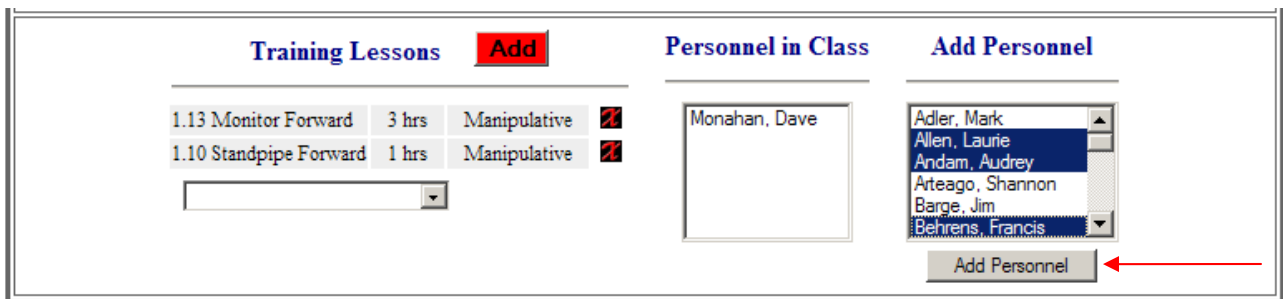 Training Lessons Add
1.13 Monitor Forward 3 hrs Manipulative X
1.10 Standpipe Forward 1 hrs Manipulative X
Personnel in Class
Monahan, Dave
Add Personnel
Adler, Mark
Allen, Laurie
Andam, Audrey
Arteago, Shannon
Barge, Jim
Behrens, Francis
Add Personnel